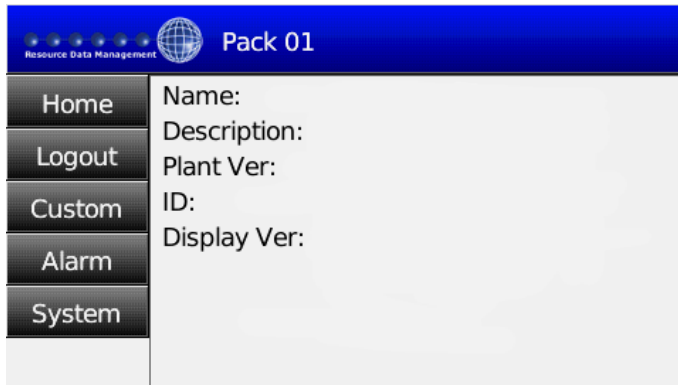 Resource Data Management
Pack 01
Home
Logout
Custom
Alarm
System
Name:
Description:
Plant Ver:
ID:
Display Ver: